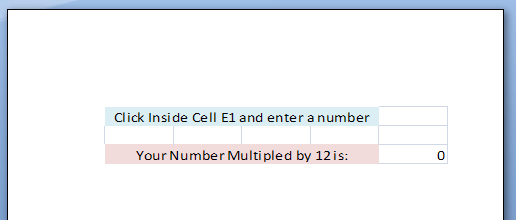 Click Inside Cell E1 and enter a number
Your Number Multipled by 12 is: 0